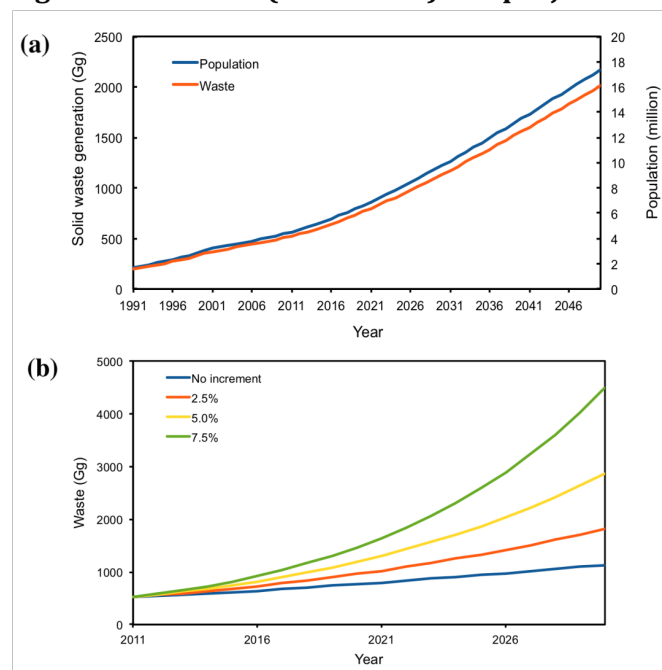 (a)
2500
2000
1500
1000
500
0
Solid waste generation (Gg)
Population
Waste
20
18
16
14
12
10
8
6
4
2
0
Population (million)
1991 1996 2001 2006 2011 2016 2021 2026 2031 2036 2041 2046
Year
(b)
5000
4000
3000
2000
1000
0
Waste (Gg)
No increment
2.5%
5.0%
7.5%
2011 2016 2021 2026
Year